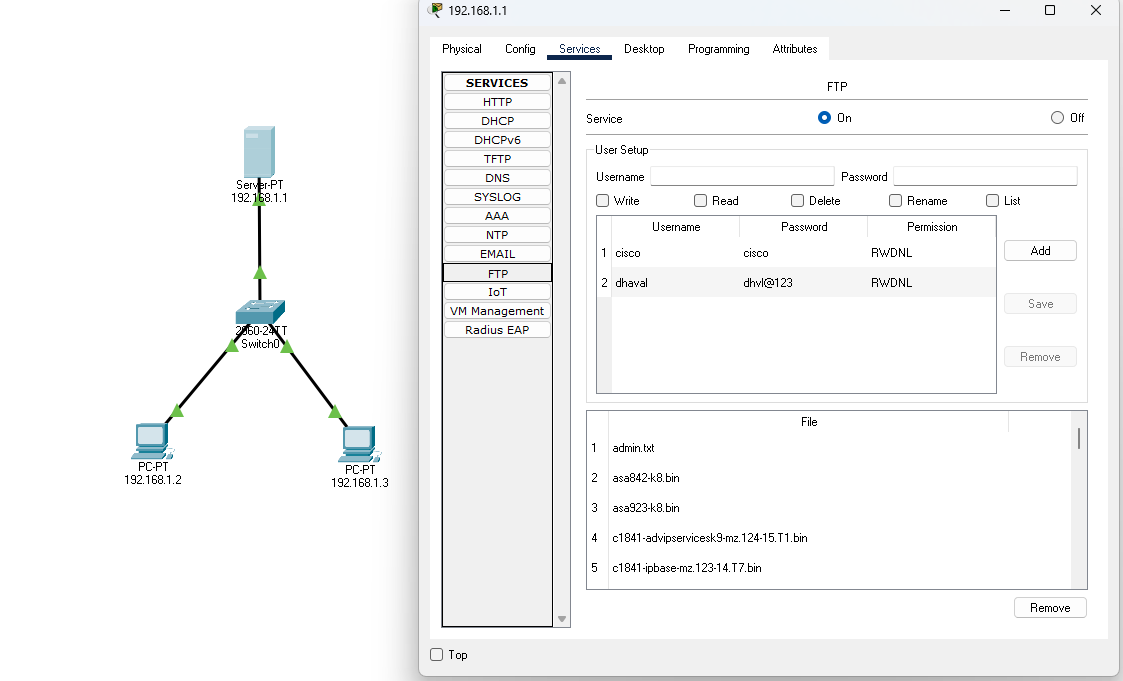 192.168.1.1
Physical Config Services Desktop Programming Attributes
SERVICES
HTTP
DHCP
DHCPv6
TFTP
DNS
SYSLOG
AAA
NTP
EMAIL
FTP
IoT
VM Management
Radius EAP
FTP
Service On Off
User Setup
Username Password
Write Read Delete Rename List
Username Password Permission
1 cisco cisco RWDNL
2 dhaval dhvl@123 RWDNL
Add
Save
Remove
File
1 admin.txt
2 asa842-k8.bin
3 asa923-k8.bin
4 c1841-advipservicesk9-mz.124-15.T1.bin
5 c1841-ipbase-mz.123-14.T7.bin
Remove
Top
Server-PT
192.168.1.1
2960-24TT
Switch0
PC-PT
192.168.1.2
PC-PT
192.168.1.3